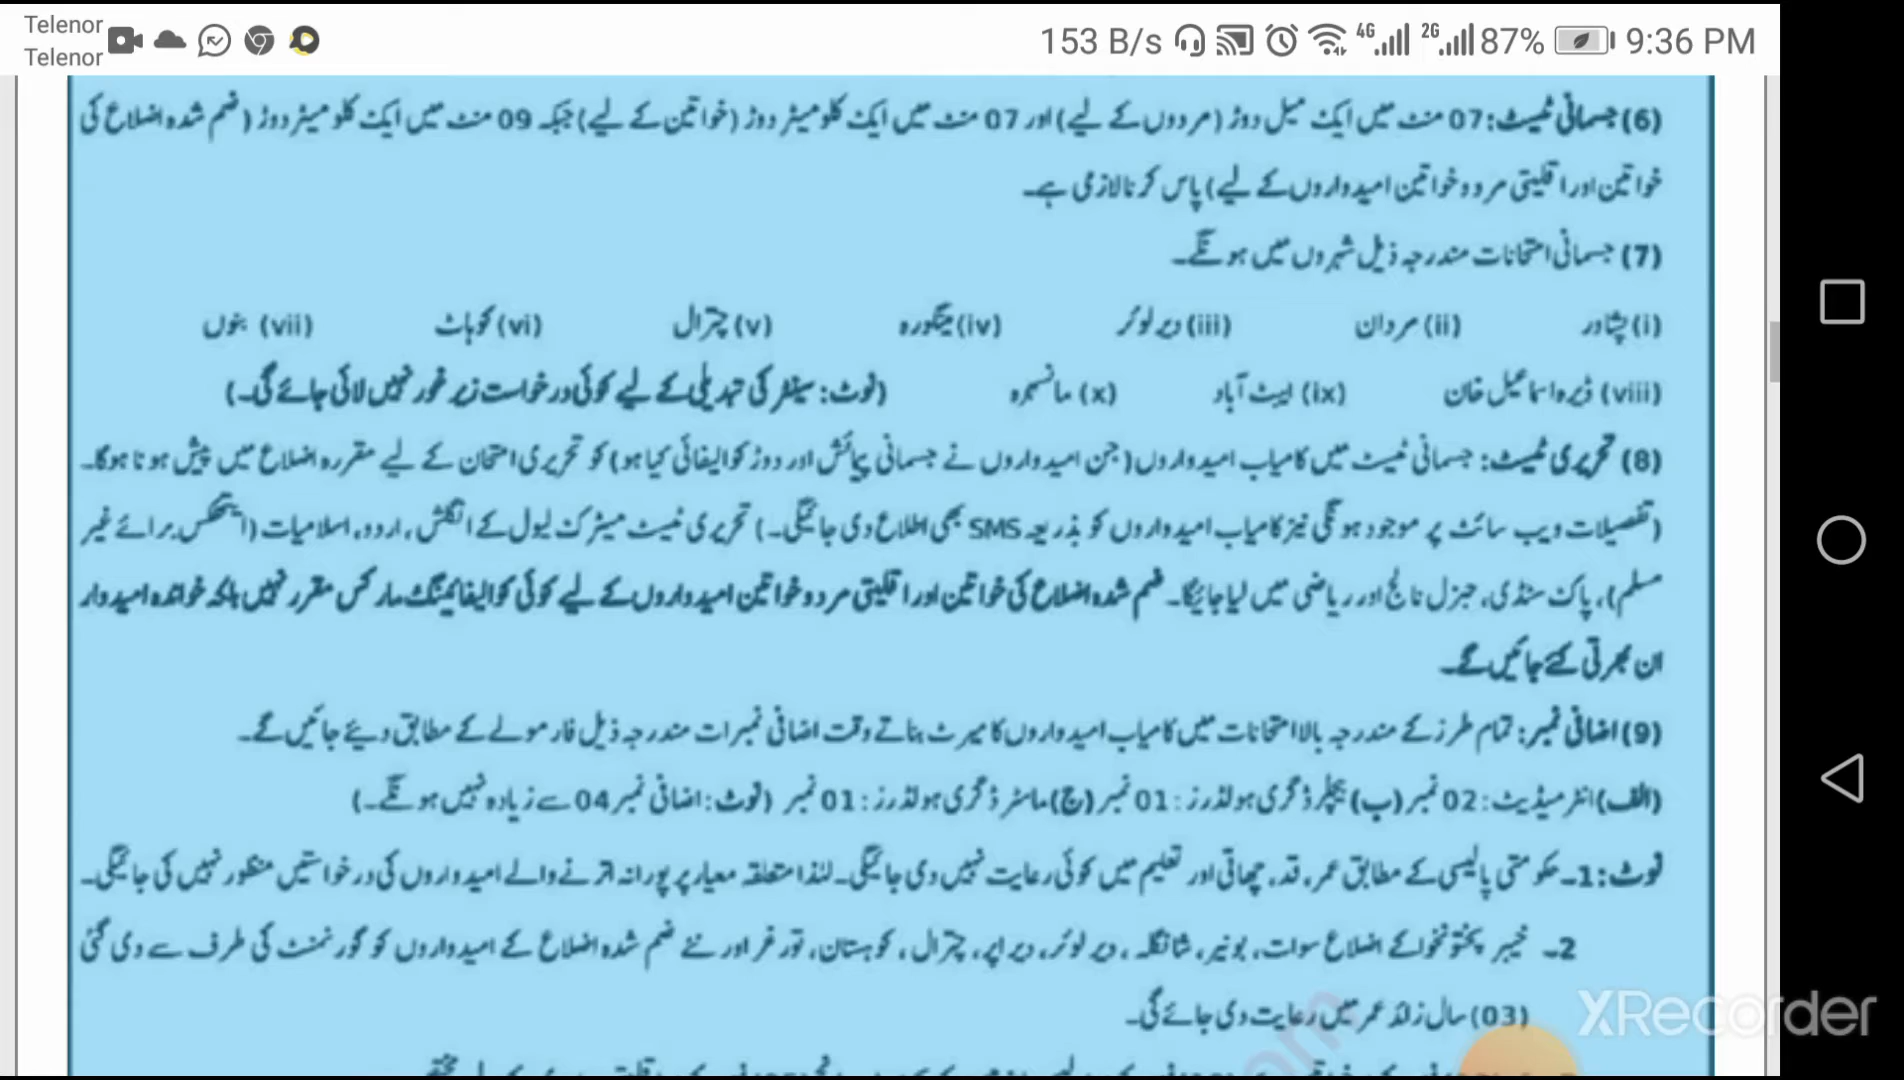 Telenor
Telenor
153 B/s 4G 2G 87% 9:36 PM
(6) جسمانی ٹیسٹ: 07 منٹ میں ایک میل دوڑ (مردوں کے لیے) اور 07 منٹ میں ایک کلومیٹر دوڑ (خواتین کے لیے) جبکہ 09 منٹ میں ایک کلومیٹر دوڑ (ضم شدہ اضلاع کی
خواتین اور اقلیتی مرد و خواتین امیدواروں کے لیے) پاس کرنا لازمی ہے۔
(7) جسمانی امتحانات مندرجہ ذیل شہروں میں ہونگے۔
(i) پشاور (ii) مردان (iii) دیر لوئر (iv) مینگورہ (v) چترال (vi) کوہاٹ (vii) بنوں
(viii) ڈیرہ اسماعیل خان (ix) ایبٹ آباد (x) مانسہرہ (نوٹ: سینٹر کی تبدیلی کے لیے کوئی درخواست زیر غور نہیں لائی جائے گی۔)
(8) تحریری ٹیسٹ: جسمانی ٹیسٹ میں کامیاب امیدواروں (جن امیدواروں نے جسمانی پیمائش اور دوڑ کوالیفائی کیا ہو) کو تحریری امتحان کے لیے مقررہ اضلاع میں پیش ہونا ہوگا۔
(تفصیلات ویب سائٹ پر موجود ہونگی نیز کامیاب امیدواروں کو بذریعہ SMS بھی اطلاع دی جائیگی۔) تحریری ٹیسٹ میٹرک لیول کے انگلش، اردو، اسلامیات (ایتھکس برائے غیر
مسلم)، پاک سٹڈی، جنرل نالج اور ریاضی میں لیا جائیگا۔ ضم شدہ اضلاع کی خواتین اور اقلیتی مرد و خواتین امیدواروں کے لیے کوئی کوالیفائینگ مارکس مقرر نہیں بلکہ خواندہ امیدوار
ان بھرتی کئے جائیں گے۔
(9) اضافی نمبر: تمام طرز کے مندرجہ بالا امتحانات میں کامیاب امیدواروں کا میرٹ بناتے وقت اضافی نمبرات مندرجہ ذیل فارمولے کے مطابق دیئے جائیں گے۔
(الف) انٹرمیڈیٹ: 02 نمبر (ب) بیچلر ڈگری ہولڈرز: 01 نمبر (ج) ماسٹر ڈگری ہولڈرز: 01 نمبر (نوٹ: اضافی نمبر 04 سے زیادہ نہیں ہونگے۔)
نوٹ: 1۔ حکومتی پالیسی کے مطابق عمر، قد، چھاتی اور تعلیم میں کوئی رعایت نہیں دی جائیگی۔ لہٰذا متعلقہ معیار پر پورا نہ اترنے والے امیدواروں کی درخواستیں منظور نہیں کی جائیگی۔
2۔ خیبر پختونخوا کے اضلاع سوات، بونیر، شانگلہ، دیر لوئر، دیر اپر، چترال، کوہستان، تورغر اور نئے ضم شدہ اضلاع کے امیدواروں کو گورنمنٹ کی طرف سے دی گئی
(03) سال زائد عمر میں رعایت دی جائے گی۔
XRecorder